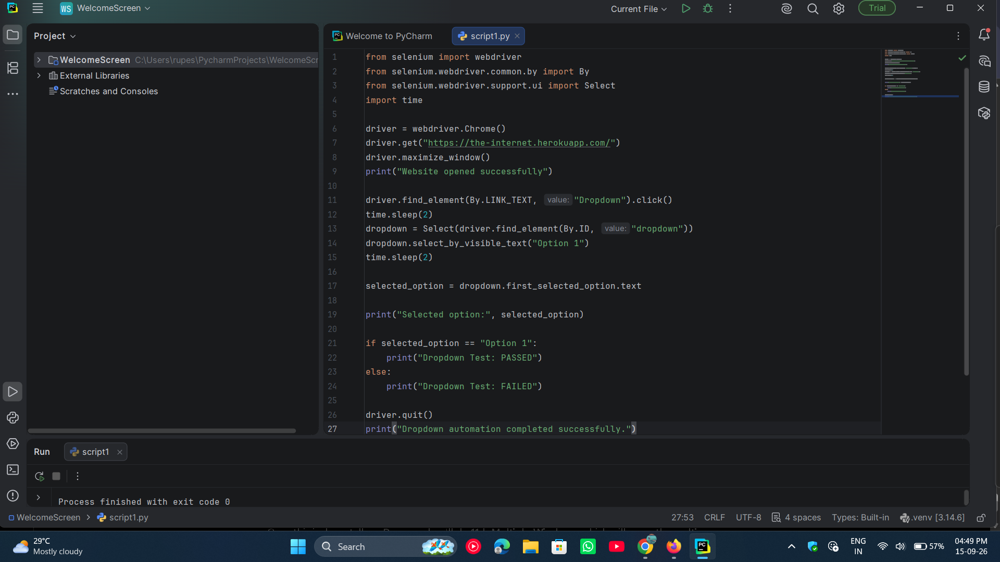 WS WelcomeScreen
Current File
Trial
Project
WelcomeScreen C:\Users\rupes\PycharmProjects\WelcomeScr
External Libraries
Scratches and Consoles
Welcome to PyCharm
script1.py
1 from selenium import webdriver
2 from selenium.webdriver.common.by import By
3 from selenium.webdriver.support.ui import Select
4 import time
5
6 driver = webdriver.Chrome()
7 driver.get("https://the-internet.herokuapp.com/")
8 driver.maximize_window()
9 print("Website opened successfully")
10
11 driver.find_element(By.LINK_TEXT, value: "Dropdown").click()
12 time.sleep(2)
13 dropdown = Select(driver.find_element(By.ID, value: "dropdown"))
14 dropdown.select_by_visible_text("Option 1")
15 time.sleep(2)
16
17 selected_option = dropdown.first_selected_option.text
18
19 print("Selected option:", selected_option)
20
21 if selected_option == "Option 1":
22     print("Dropdown Test: PASSED")
23 else:
24     print("Dropdown Test: FAILED")
25
26 driver.quit()
27 print("Dropdown automation completed successfully.")
Run
script1
Process finished with exit code 0
WelcomeScreen > script1.py
27:53 CRLF UTF-8 4 spaces Types: Built-in .venv [3.14.6]
29°C
Mostly cloudy
Search
ENG
IN
57%
04:49 PM
15-09-26